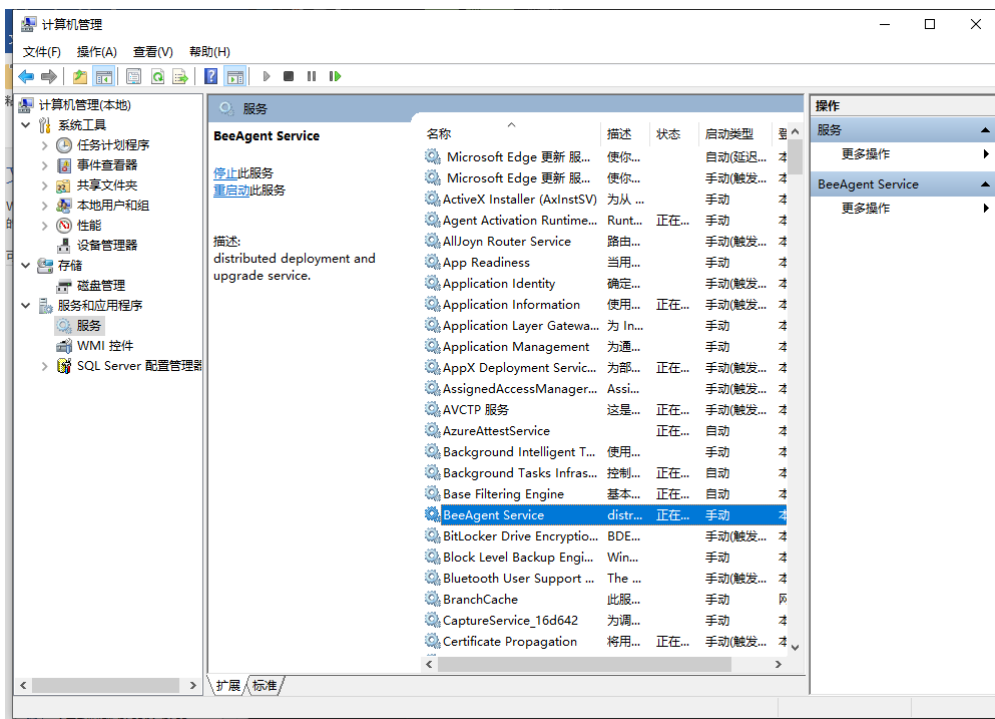 计算机管理
文件(F) 操作(A) 查看(V) 帮助(H)
计算机管理(本地)
系统工具
任务计划程序
事件查看器
共享文件夹
本地用户和组
性能
设备管理器
存储
磁盘管理
服务和应用程序
服务
WMI 控件
SQL Server 配置管理器
服务
BeeAgent Service
停止此服务
重启动此服务
描述:
distributed deployment and
upgrade service.
名称 描述 状态 启动类型
Microsoft Edge 更新 服... 使你... 自动(延迟...
Microsoft Edge 更新 服... 使你... 手动(触发...
ActiveX Installer (AxInstSV) 为从 ... 手动
Agent Activation Runtime... Runt... 正在... 手动
AllJoyn Router Service 路由... 手动(触发...
App Readiness 当用... 手动
Application Identity 确定... 手动(触发...
Application Information 使用... 正在... 手动(触发...
Application Layer Gatewa... 为 In... 手动
Application Management 为通... 手动
AppX Deployment Servic... 为部... 正在... 手动(触发...
AssignedAccessManager... Assi... 手动(触发...
AVCTP 服务 这是... 正在... 手动(触发...
AzureAttestService 正在... 自动
Background Intelligent T... 使用... 手动
Background Tasks Infras... 控制... 正在... 自动
Base Filtering Engine 基本... 正在... 自动
BeeAgent Service distr... 正在... 手动
BitLocker Drive Encryptio... BDE... 手动(触发...
Block Level Backup Engi... Win... 手动
Bluetooth User Support ... The ... 手动(触发...
BranchCache 此服... 手动
CaptureService_16d642 为调... 手动
Certificate Propagation 将用... 正在... 手动(触发...
扩展 标准
操作
服务
更多操作
BeeAgent Service
更多操作